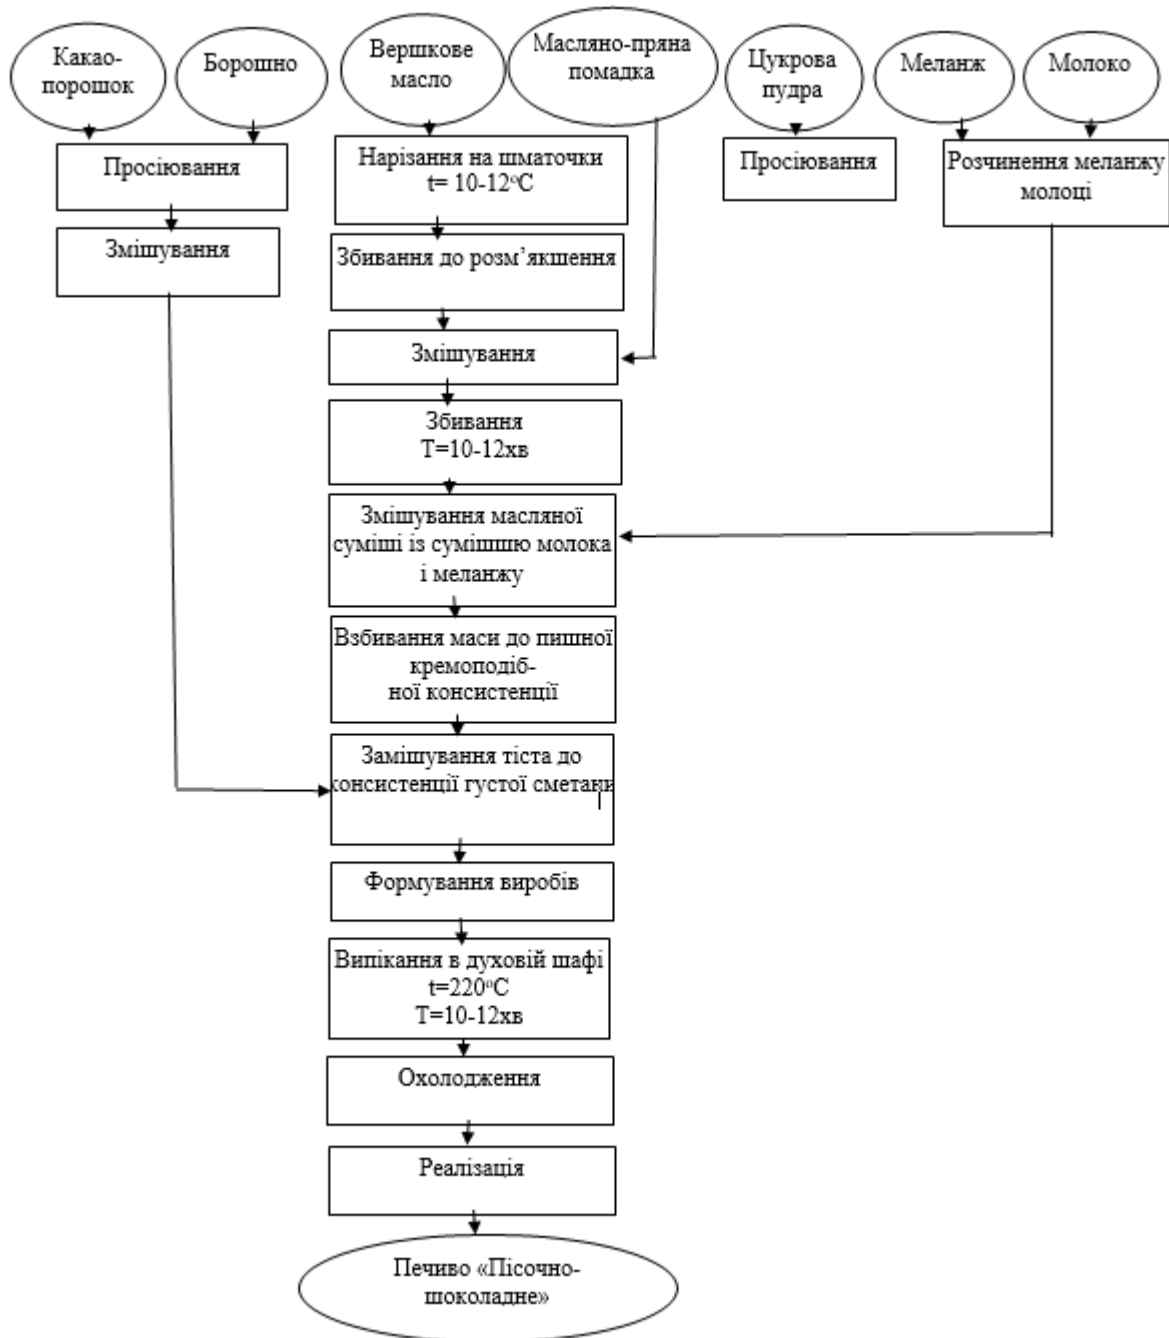 Какао-
порошок
Борошно
Вершкове
масло
Масляно-пряна
помадка
Цукрова
пудра
Меланж
Молоко
Просіювання
Нарізання на шматочки
t= 10-12°С
Просіювання
Розчинення меланжу
молоці
Змішування
Збивання до розм’якшення
Змішування
Збивання
Т=10-12хв
Змішування масляної
суміші із сумішшю молока
і меланжу
Взбивання маси до пишної
кремоподіб-
ної консистенції
Замішування тіста до
консистенції густої сметани
Формування виробів
Випікання в духовій шафі
t=220°С
Т=10-12хв
Охолодження
Реалізація
Печиво «Пісочно-
шоколадне»